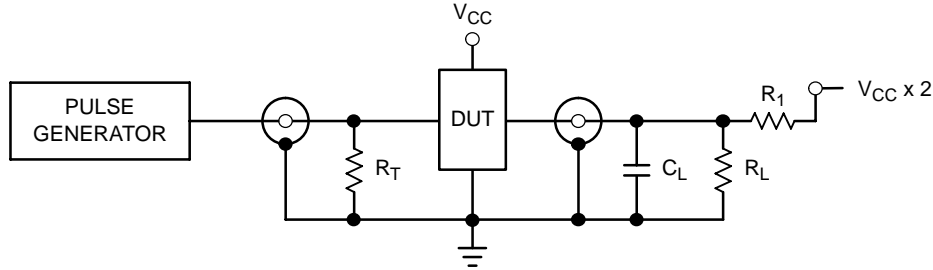 V_CC
PULSE
GENERATOR
DUT
R_T
C_L
R_L
R_1
V_CC x 2